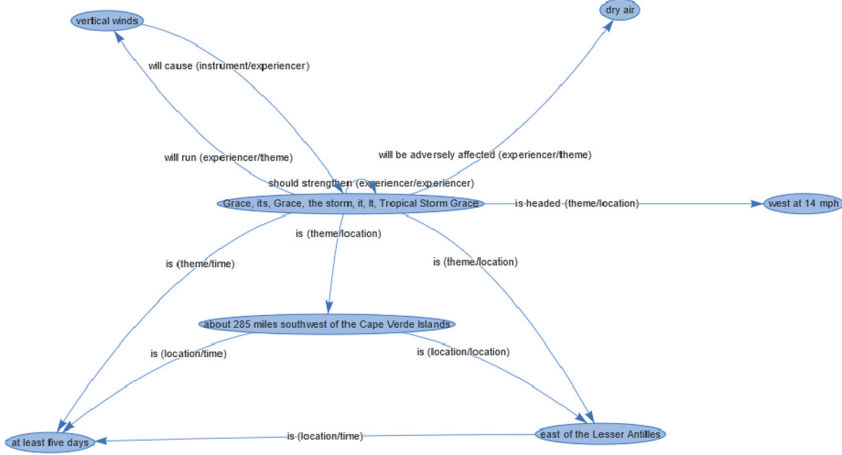 vertical winds
dry air
will cause (instrument/experiencer)
will run (experiencer/theme)
will be adversely affected (experiencer/theme)
should strengthen (experiencer/experiencer)
Grace, its, Grace, the storm, it, It, Tropical Storm Grace
is headed (theme/location)
west at 14 mph
is (theme/location)
is (theme/time)
is (theme/location)
about 285 miles southwest of the Cape Verde Islands
is (location/time)
is (location/location)
at least five days
is (location/time)
east of the Lesser Antilles